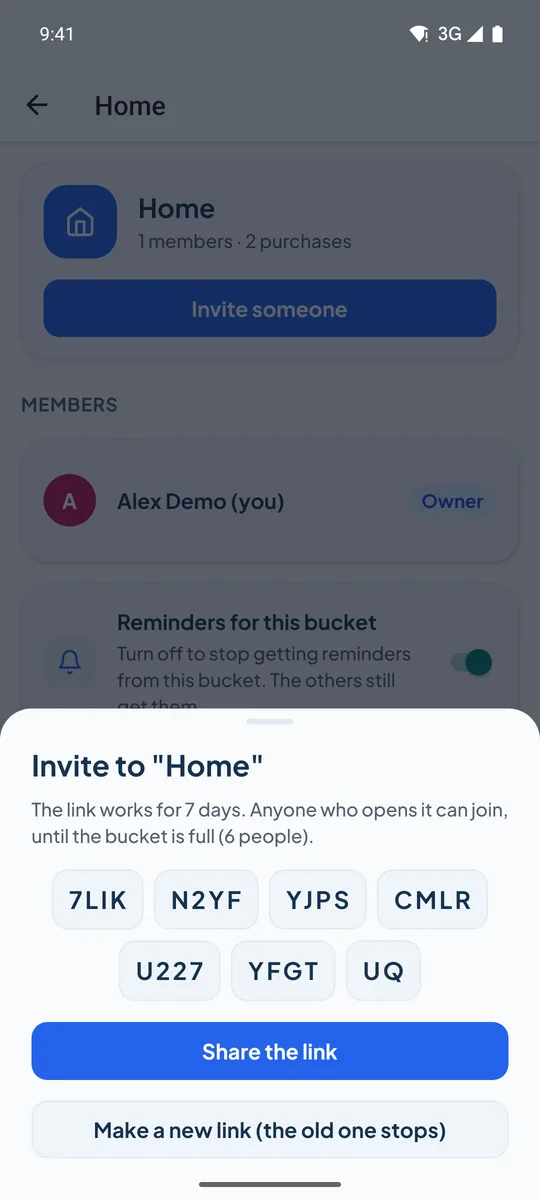 9:41
3G
Home
Home
1 members · 2 purchases
Invite someone
MEMBERS
A
Alex Demo (you)
Owner
Reminders for this bucket
Turn off to stop getting reminders
from this bucket. The others still
get them
Invite to "Home"
The link works for 7 days. Anyone who opens it can join,
until the bucket is full (6 people).
7LIK N2YF YJPS CMLR
U227 YFGT UQ
Share the link
Make a new link (the old one stops)